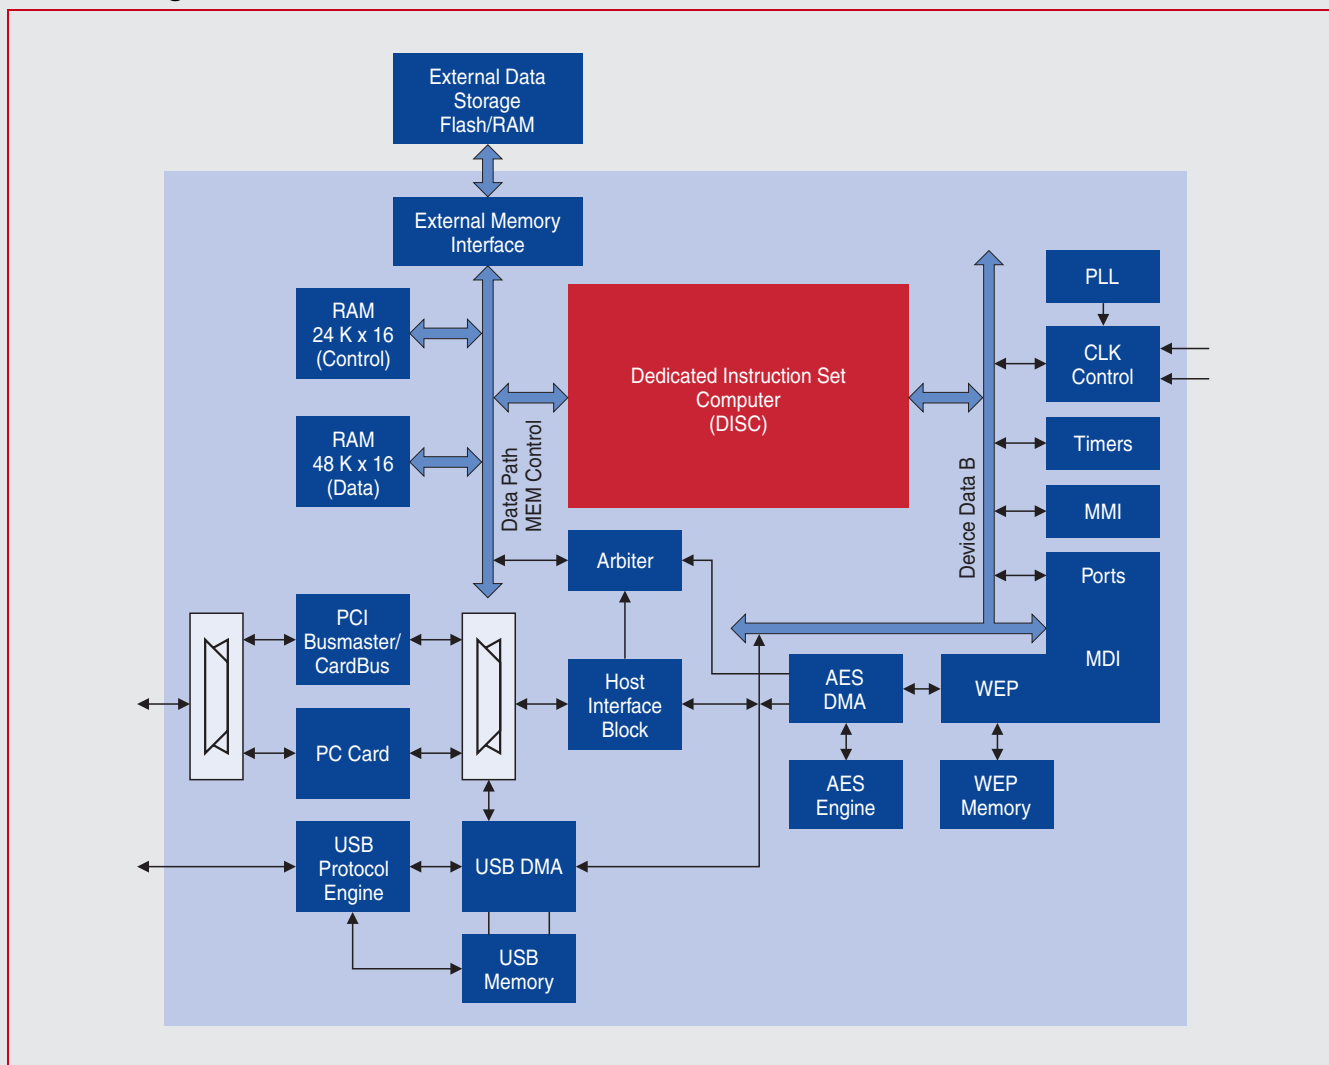 External Data
Storage
Flash/RAM
External Memory
Interface
RAM
24 K x 16
(Control)
RAM
48 K x 16
(Data)
Data Path
MEM Control
Dedicated Instruction Set
Computer
(DISC)
Device Data B
PLL
CLK
Control
Timers
MMI
Ports
MDI
Arbiter
PCI
Busmaster/
CardBus
PC Card
Host
Interface
Block
AES
DMA
WEP
AES
Engine
WEP
Memory
USB
Protocol
Engine
USB DMA
USB
Memory